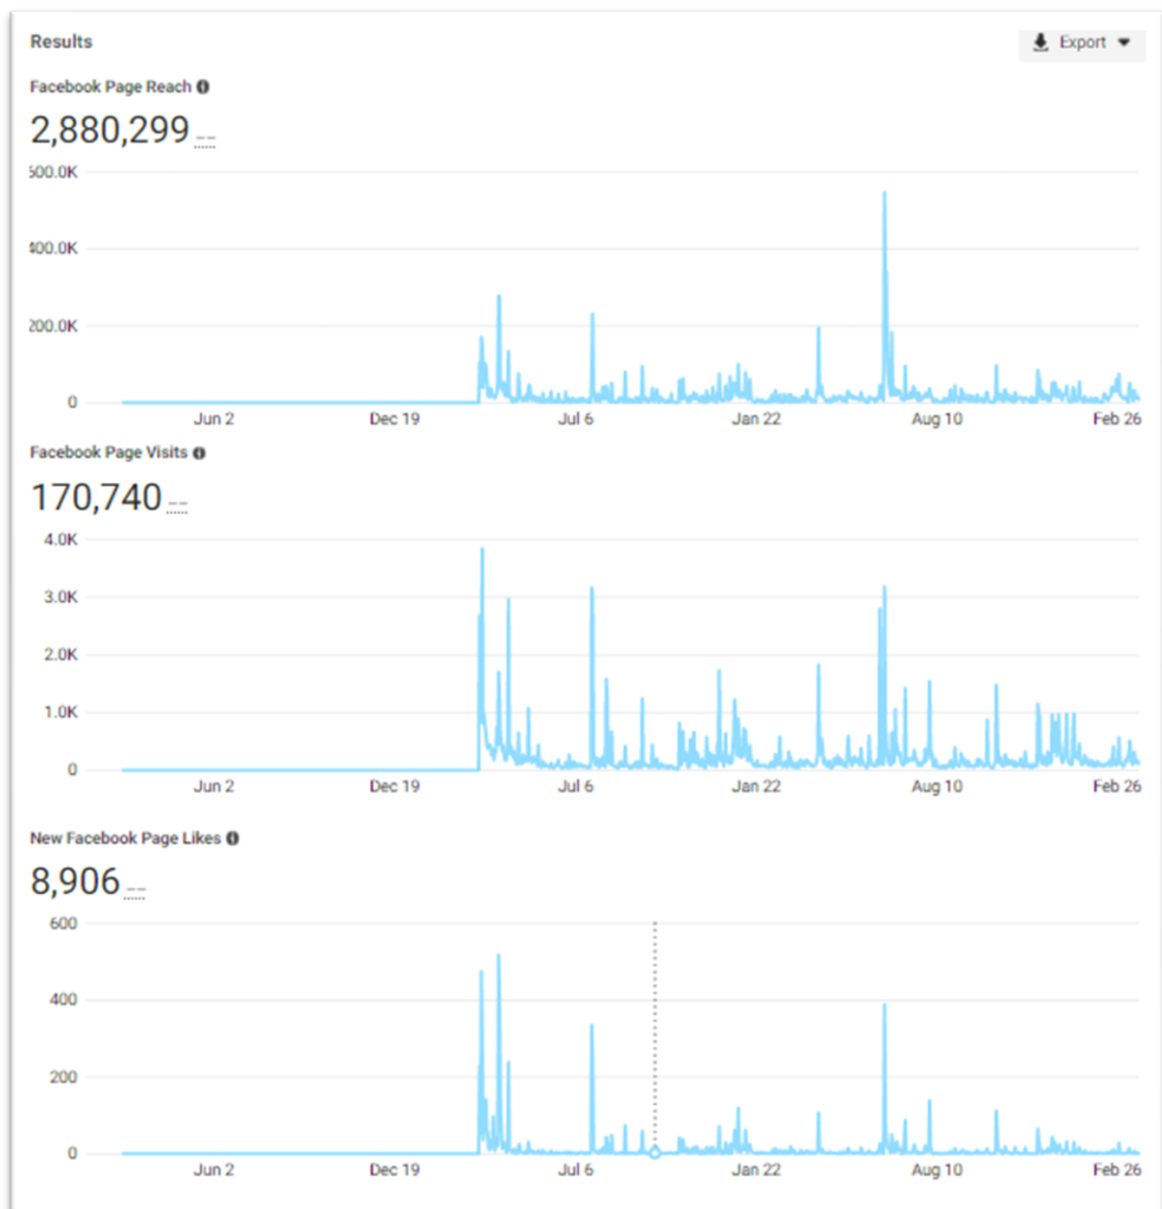 Results
Export
Facebook Page Reach
2,880,299 --
600.0K
400.0K
200.0K
0
Jun 2 Dec 19 Jul 6 Jan 22 Aug 10 Feb 26
Facebook Page Visits
170,740 --
4.0K
3.0K
2.0K
1.0K
0
Jun 2 Dec 19 Jul 6 Jan 22 Aug 10 Feb 26
New Facebook Page Likes
8,906 --
600
400
200
0
Jun 2 Dec 19 Jul 6 Jan 22 Aug 10 Feb 26